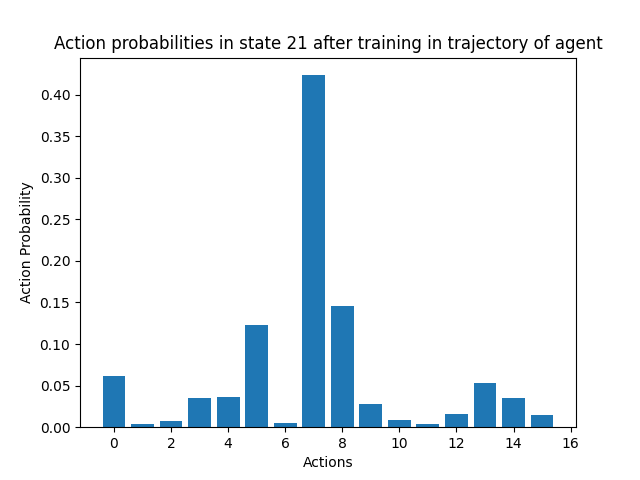 Action probabilities in state 21 after training in trajectory of agent
0.40
0.35
0.30
0.25
0.20
0.15
0.10
0.05
0.00
Action Probability
0 2 4 6 8 10 12 14 16
Actions